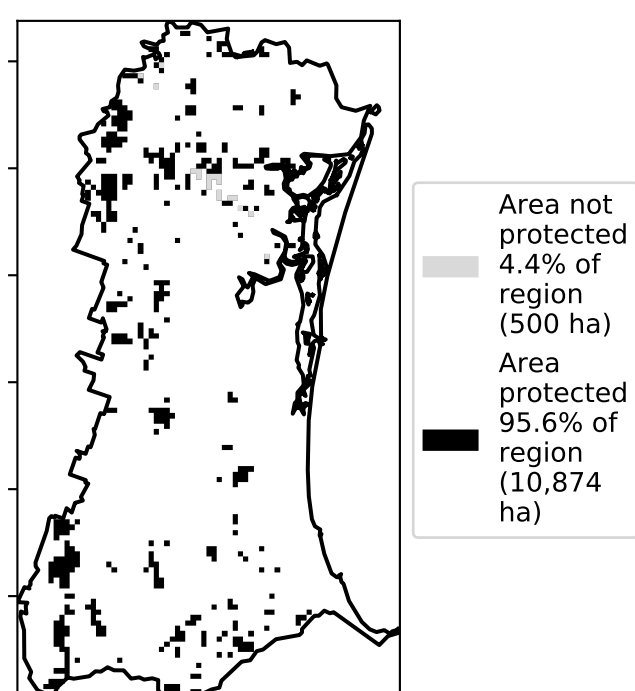 Area not
protected
4.4% of
region
(500 ha)
Area
protected
95.6% of
region
(10,874
ha)